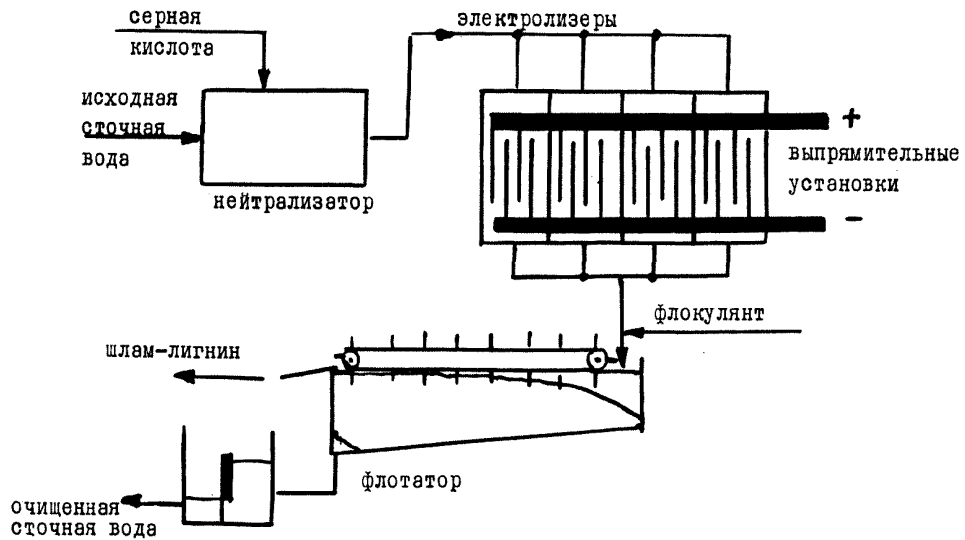 серная
кислота
электролизеры
исходная
сточная
вода
нейтрализатор
+
выпрямительные
установки
-
флокулянт
шлам-лигнин
флотатор
очищенная
сточная вода